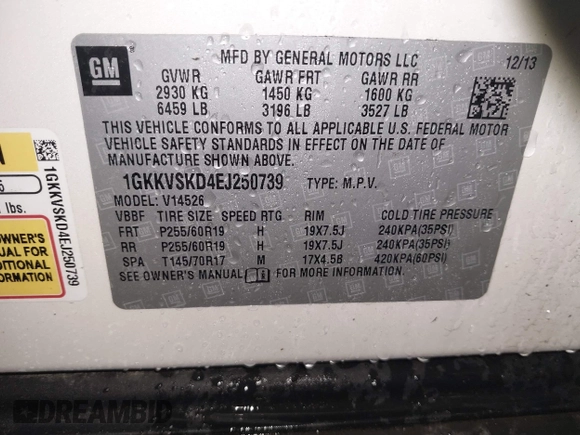 GM
MFD BY GENERAL MOTORS LLC
12/13
GVWR GAWR FRT GAWR RR
2930 KG 1450 KG 1600 KG
6459 LB 3196 LB 3527 LB
THIS VEHICLE CONFORMS TO ALL APPLICABLE U.S. FEDERAL MOTOR
VEHICLE SAFETY STANDARDS IN EFFECT ON THE DATE OF
MANUFACTURE SHOWN ABOVE.
1GKKVSKD4EJ250739 TYPE: M.P.V.
MODEL: V14526
VBBF TIRE SIZE SPEED RTG RIM COLD TIRE PRESSURE
FRT P255/60R19 H 19X7.5J 240KPA(35PSI)
RR P255/60R19 H 19X7.5J 240KPA(35PSI)
SPA T145/70R17 M 17X4.5B 420KPA(60PSI)
SEE OWNER'S MANUAL FOR MORE INFORMATION.
lbs.
OWNER'S
MANUAL FOR
1GKKVSKD4EJ250739
DREAMBID